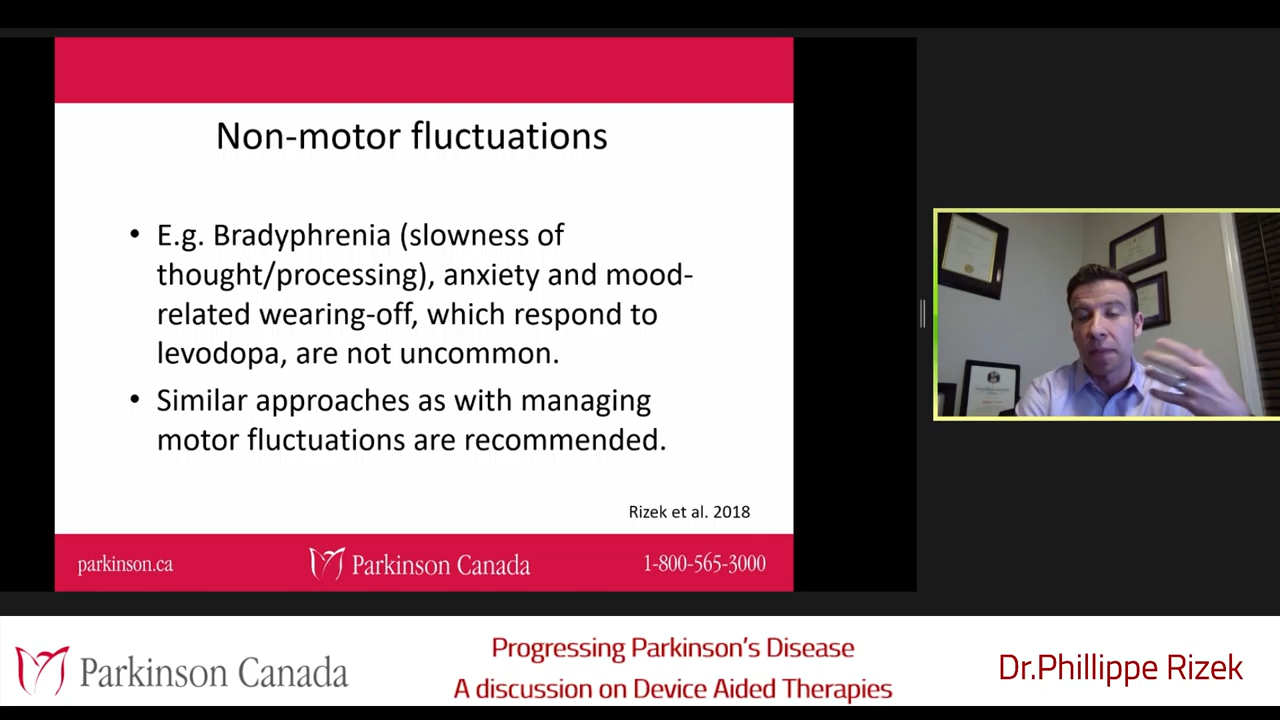 Non-motor fluctuations
• E.g. Bradyphrenia (slowness of
thought/processing), anxiety and mood-
related wearing-off, which respond to
levodopa, are not uncommon.
• Similar approaches as with managing
motor fluctuations are recommended.
Rizek et al. 2018
parkinson.ca
Parkinson Canada
1-800-565-3000
Parkinson Canada
Progressing Parkinson's Disease
A discussion on Device Aided Therapies
Dr.Phillippe Rizek